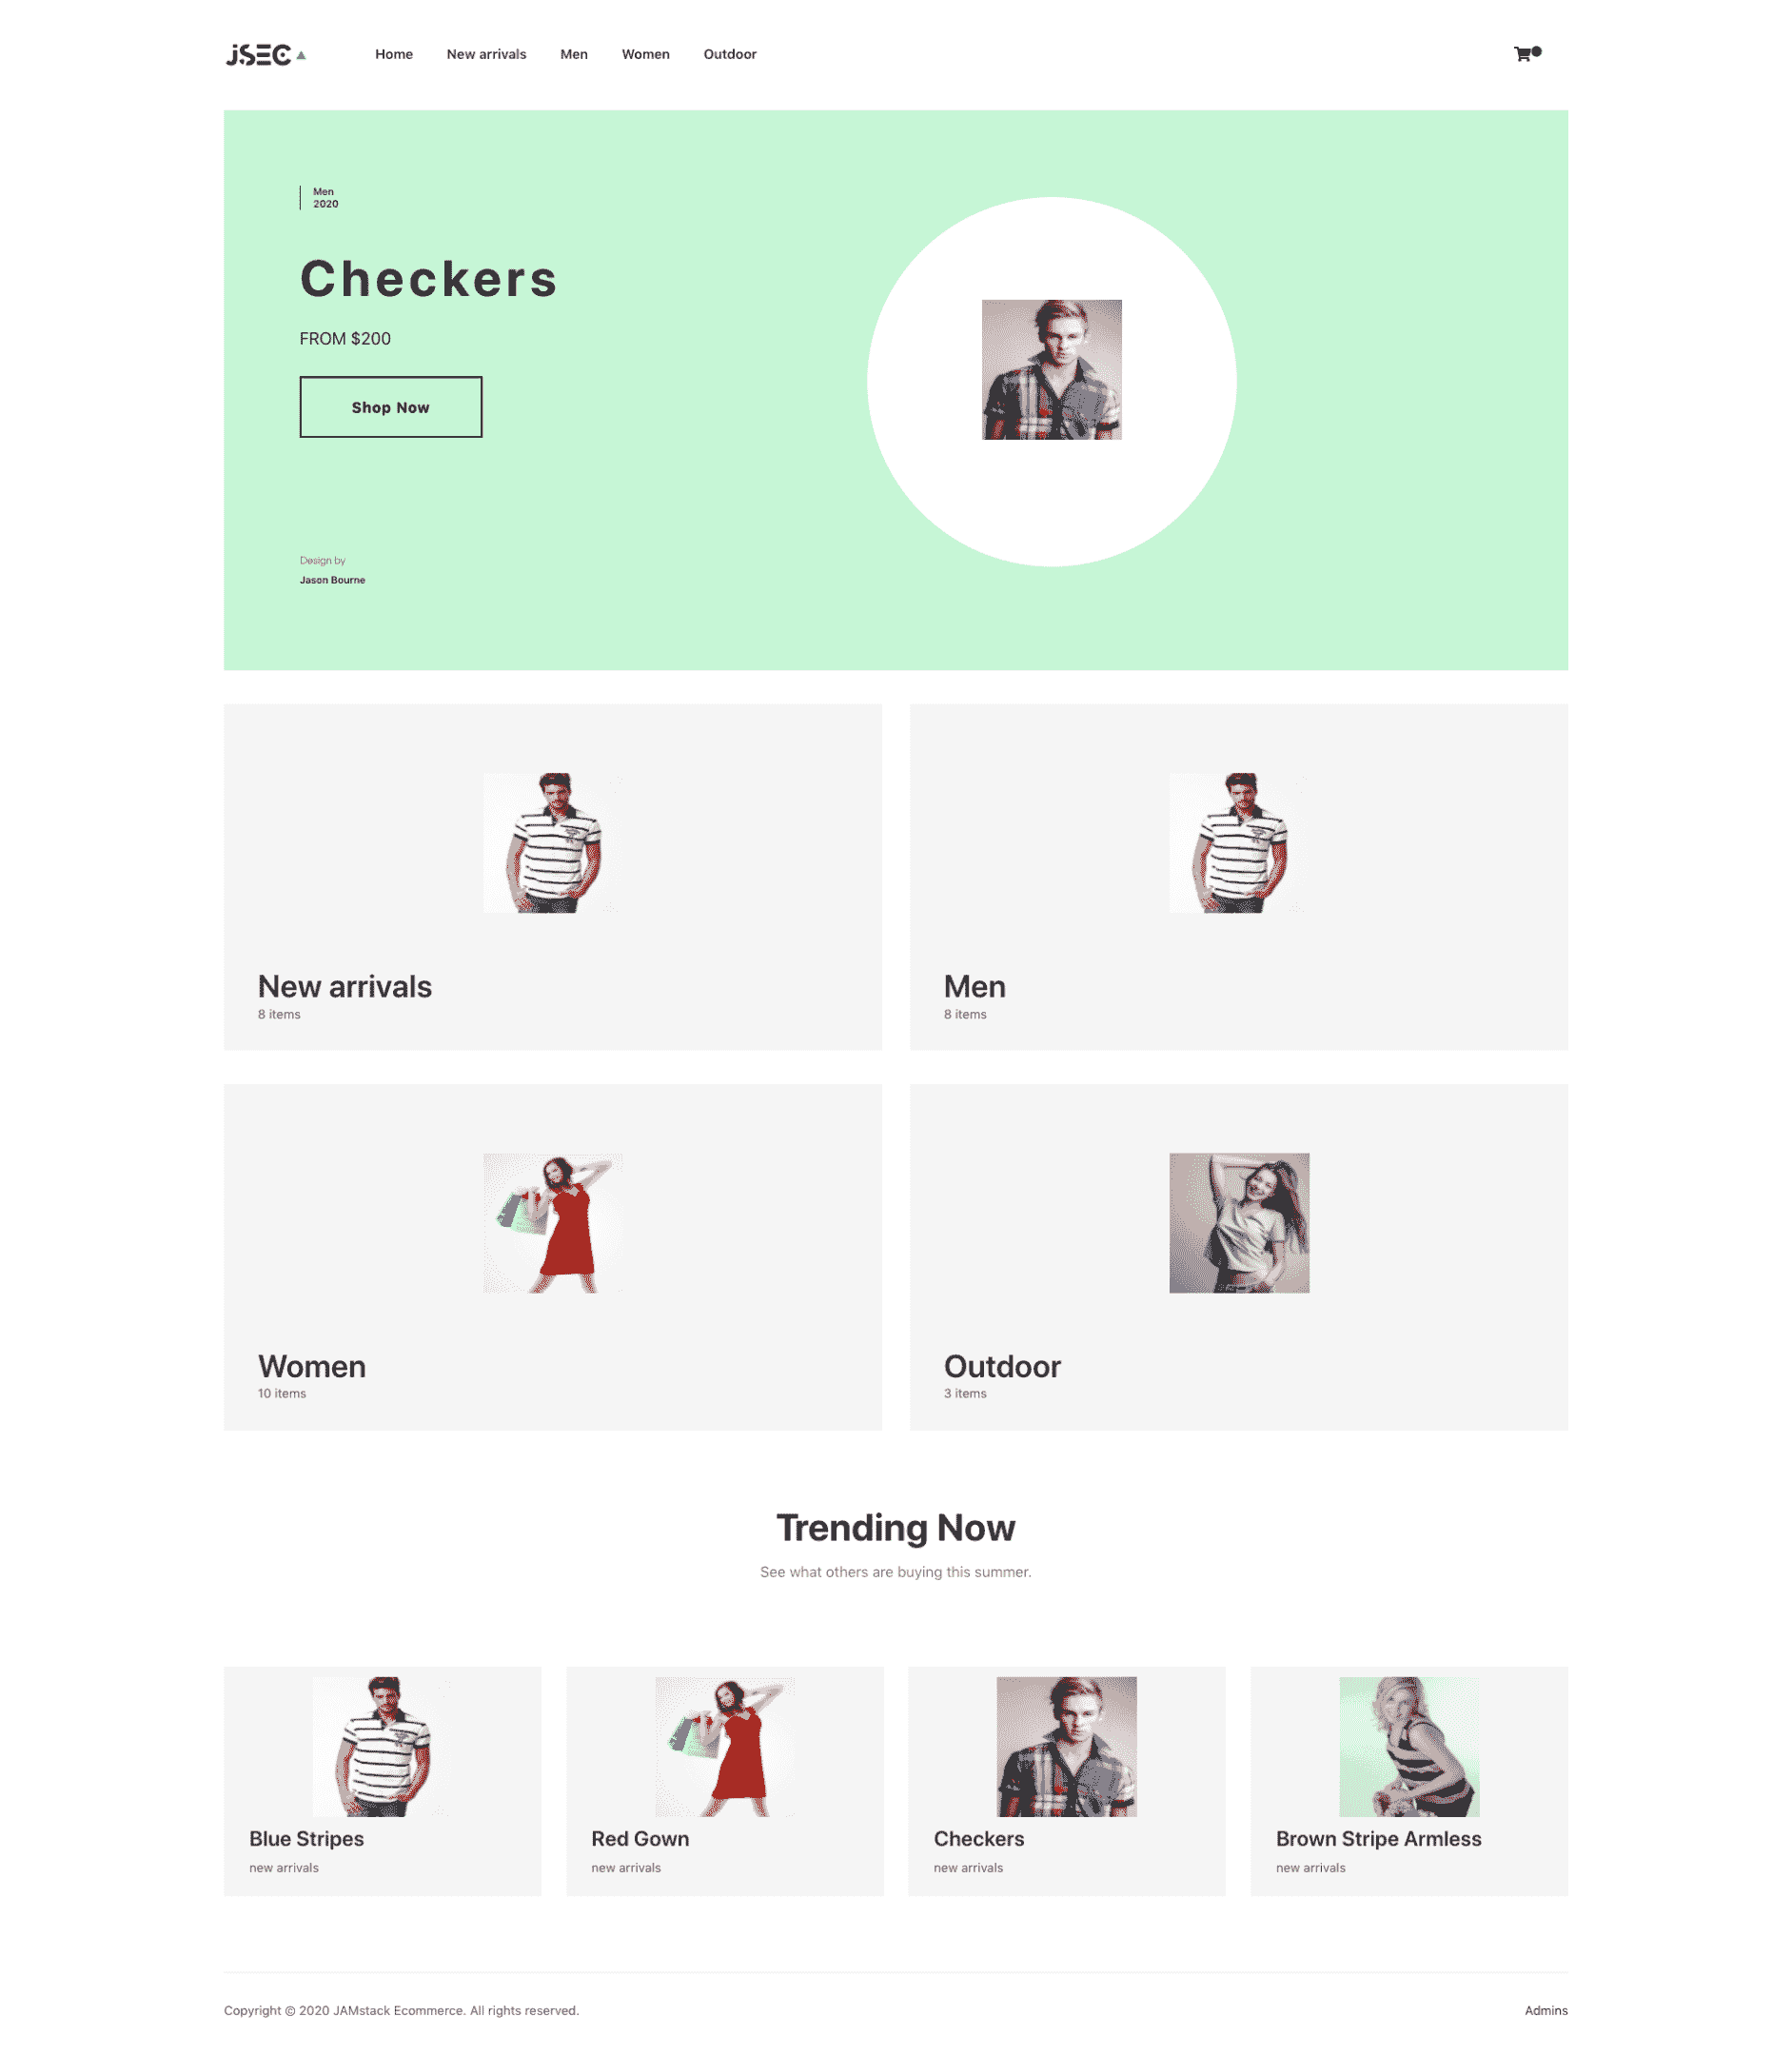 JSEC
Home
New arrivals
Men
Women
Outdoor
Men
2020
Checkers
FROM $200
Shop Now
Design by
Jason Bourne
New arrivals
8 items
Men
8 items
Women
10 items
Outdoor
3 items
Trending Now
See what others are buying this summer.
Blue Stripes
new arrivals
Red Gown
new arrivals
Checkers
new arrivals
Brown Stripe Armless
new arrivals
Copyright © 2020 JAMstack Ecommerce. All rights reserved.
Admins